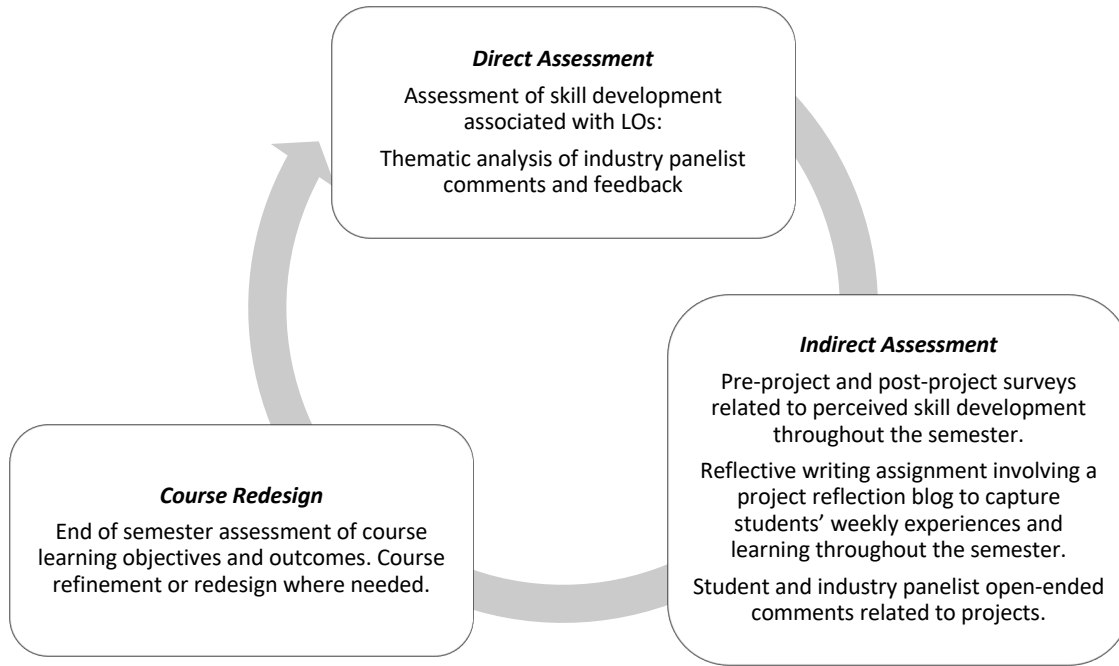 Direct Assessment
Assessment of skill development
associated with LOs:
Thematic analysis of industry panelist
comments and feedback
Indirect Assessment
Pre-project and post-project surveys
related to perceived skill development
throughout the semester.
Reflective writing assignment involving a
project reflection blog to capture
students’ weekly experiences and
learning throughout the semester.
Student and industry panelist open-ended
comments related to projects.
Course Redesign
End of semester assessment of course
learning objectives and outcomes. Course
refinement or redesign where needed.